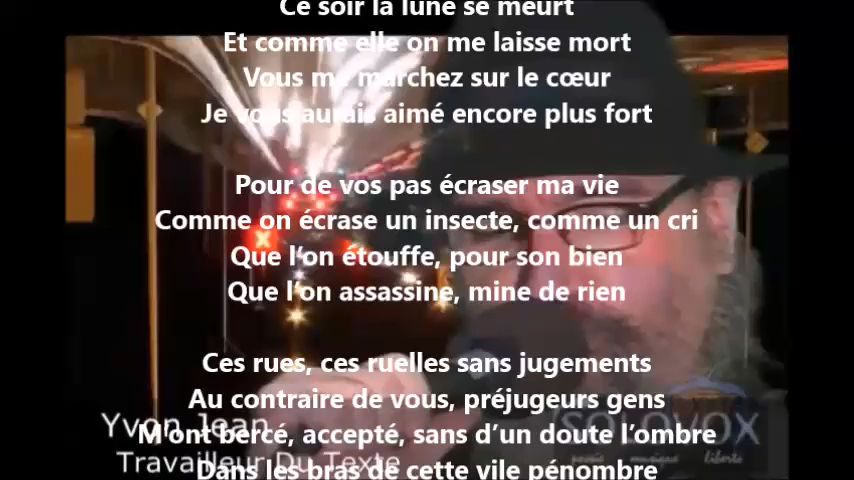 Ce soir la lune se meurt
Et comme elle on me laisse mort
Vous me marchez sur le cœur
Je vous aurais aimé encore plus fort
Pour de vos pas écraser ma vie
Comme on écrase un insecte, comme un cri
Que l'on étouffe, pour son bien
Que l'on assassine, mine de rien
Ces rues, ces ruelles sans jugements
Au contraire de vous, préjugeurs gens
Yvon Jean
SOLOVOX
M'ont bercé, accepté, sans d'un doute l'ombre
Travailleur Du Texte
poésie musique liberté
Dans les bras de cette vile pénombre